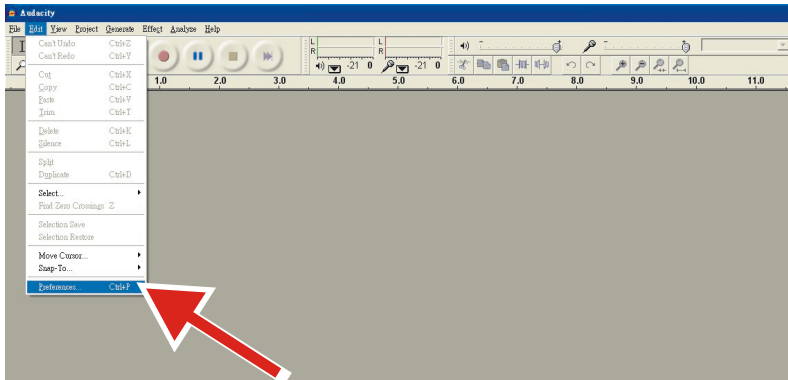 Audacity
File Edit View Project Generate Effect Analyze Help
Can't Undo Ctrl+Z
Can't Redo Ctrl+Y
Cut Ctrl+X
Copy Ctrl+C
Paste Ctrl+V
Trim Ctrl+T
Delete Ctrl+K
Silence Ctrl+L
Split
Duplicate Ctrl+D
Select...
Find Zero Crossings Z
Selection Save
Selection Restore
Move Cursor...
Snap-To...
Preferences... Ctrl+P
L L
R R
-21 0 -21 0
1.0 2.0 3.0 4.0 5.0 6.0 7.0 8.0 9.0 10.0 11.0